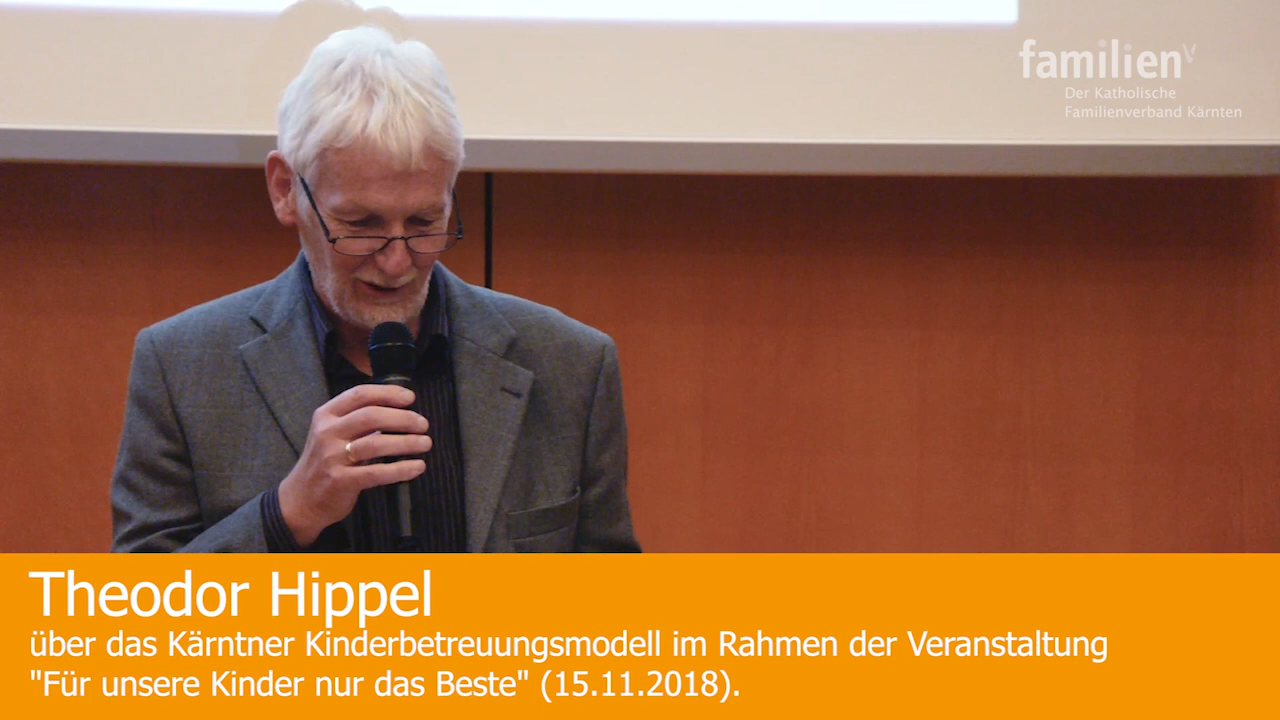 familien
Der Katholische
Familienverband Kärnten
Theodor Hippel
über das Kärntner Kinderbetreuungsmodell im Rahmen der Veranstaltung
"Für unsere Kinder nur das Beste" (15.11.2018).